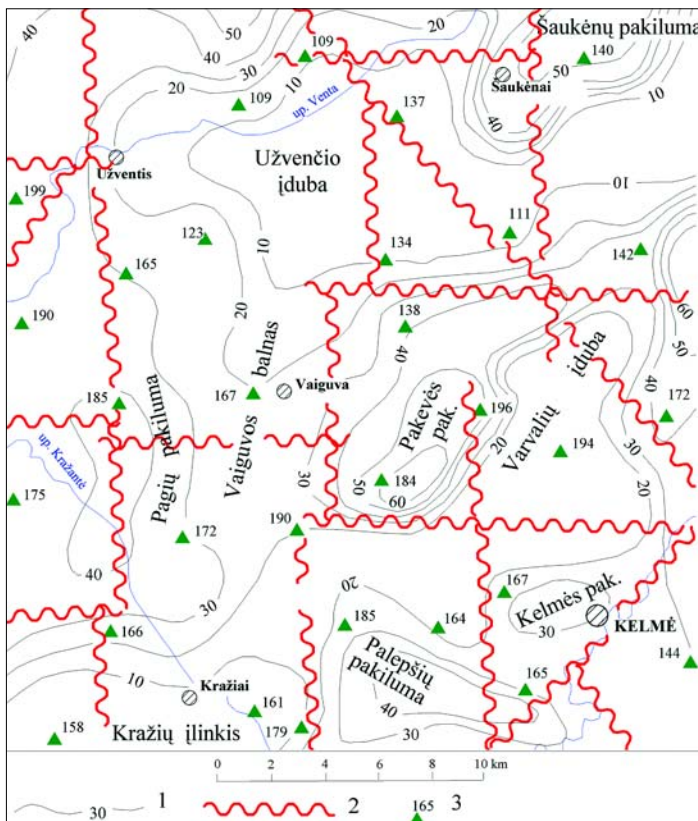 20
40
50
40
30
20
109
10
109
up. Venta
137
Šaukėnų pakiluma
140
Šaukėnai
50
40
10
Užventis
Užvenčio
įduba
199
10
111
123
10
134
142
165
60
190
20
138
50
40
balnas
įduba
167
Vaiguva
40
172
185
196
20
30
Pakevės
pak.
Varvalių
194
up. Kražantė
Pagių pakiluma
Vaiguvos
30
20
184
50
60
175
172
190
40
30
20
167
Kelmės pak.
30
KELMĖ
166
185
164
144
Palepšių
pakiluma
165
10
Kražiai
161
179
40
30
158
Kražių įlinkis
0 2 4 6 8 10 km
30 1 2 165 3